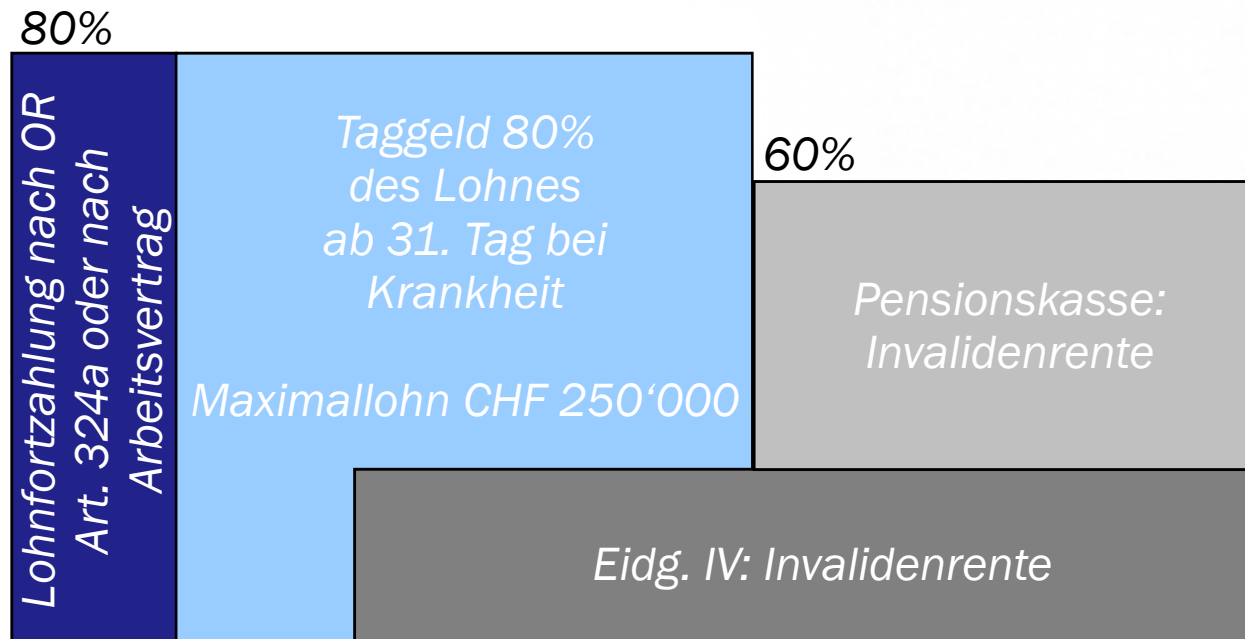 80%
Lohnfortzahlung nach OR
Art. 324a oder nach
Arbeitsvertrag
Taggeld 80%
des Lohnes
ab 31. Tag bei
Krankheit
Maximallohn CHF 250‘000
60%
Pensionskasse:
Invalidenrente
Eidg. IV: Invalidenrente